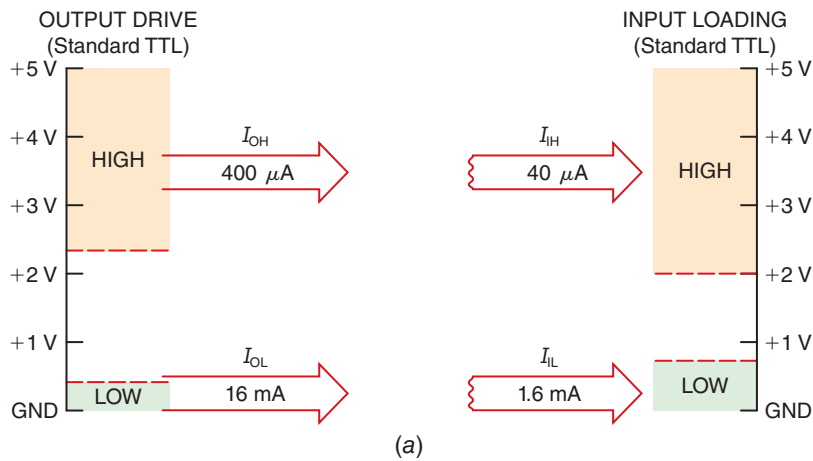 OUTPUT DRIVE
(Standard TTL)
+5 V
+4 V
HIGH
+3 V
+2 V
+1 V
LOW
GND
I_OH
400 μA
I_OL
16 mA
I_IH
40 μA
I_IL
1.6 mA
INPUT LOADING
(Standard TTL)
+5 V
+4 V
HIGH
+3 V
+2 V
+1 V
LOW
GND
(a)